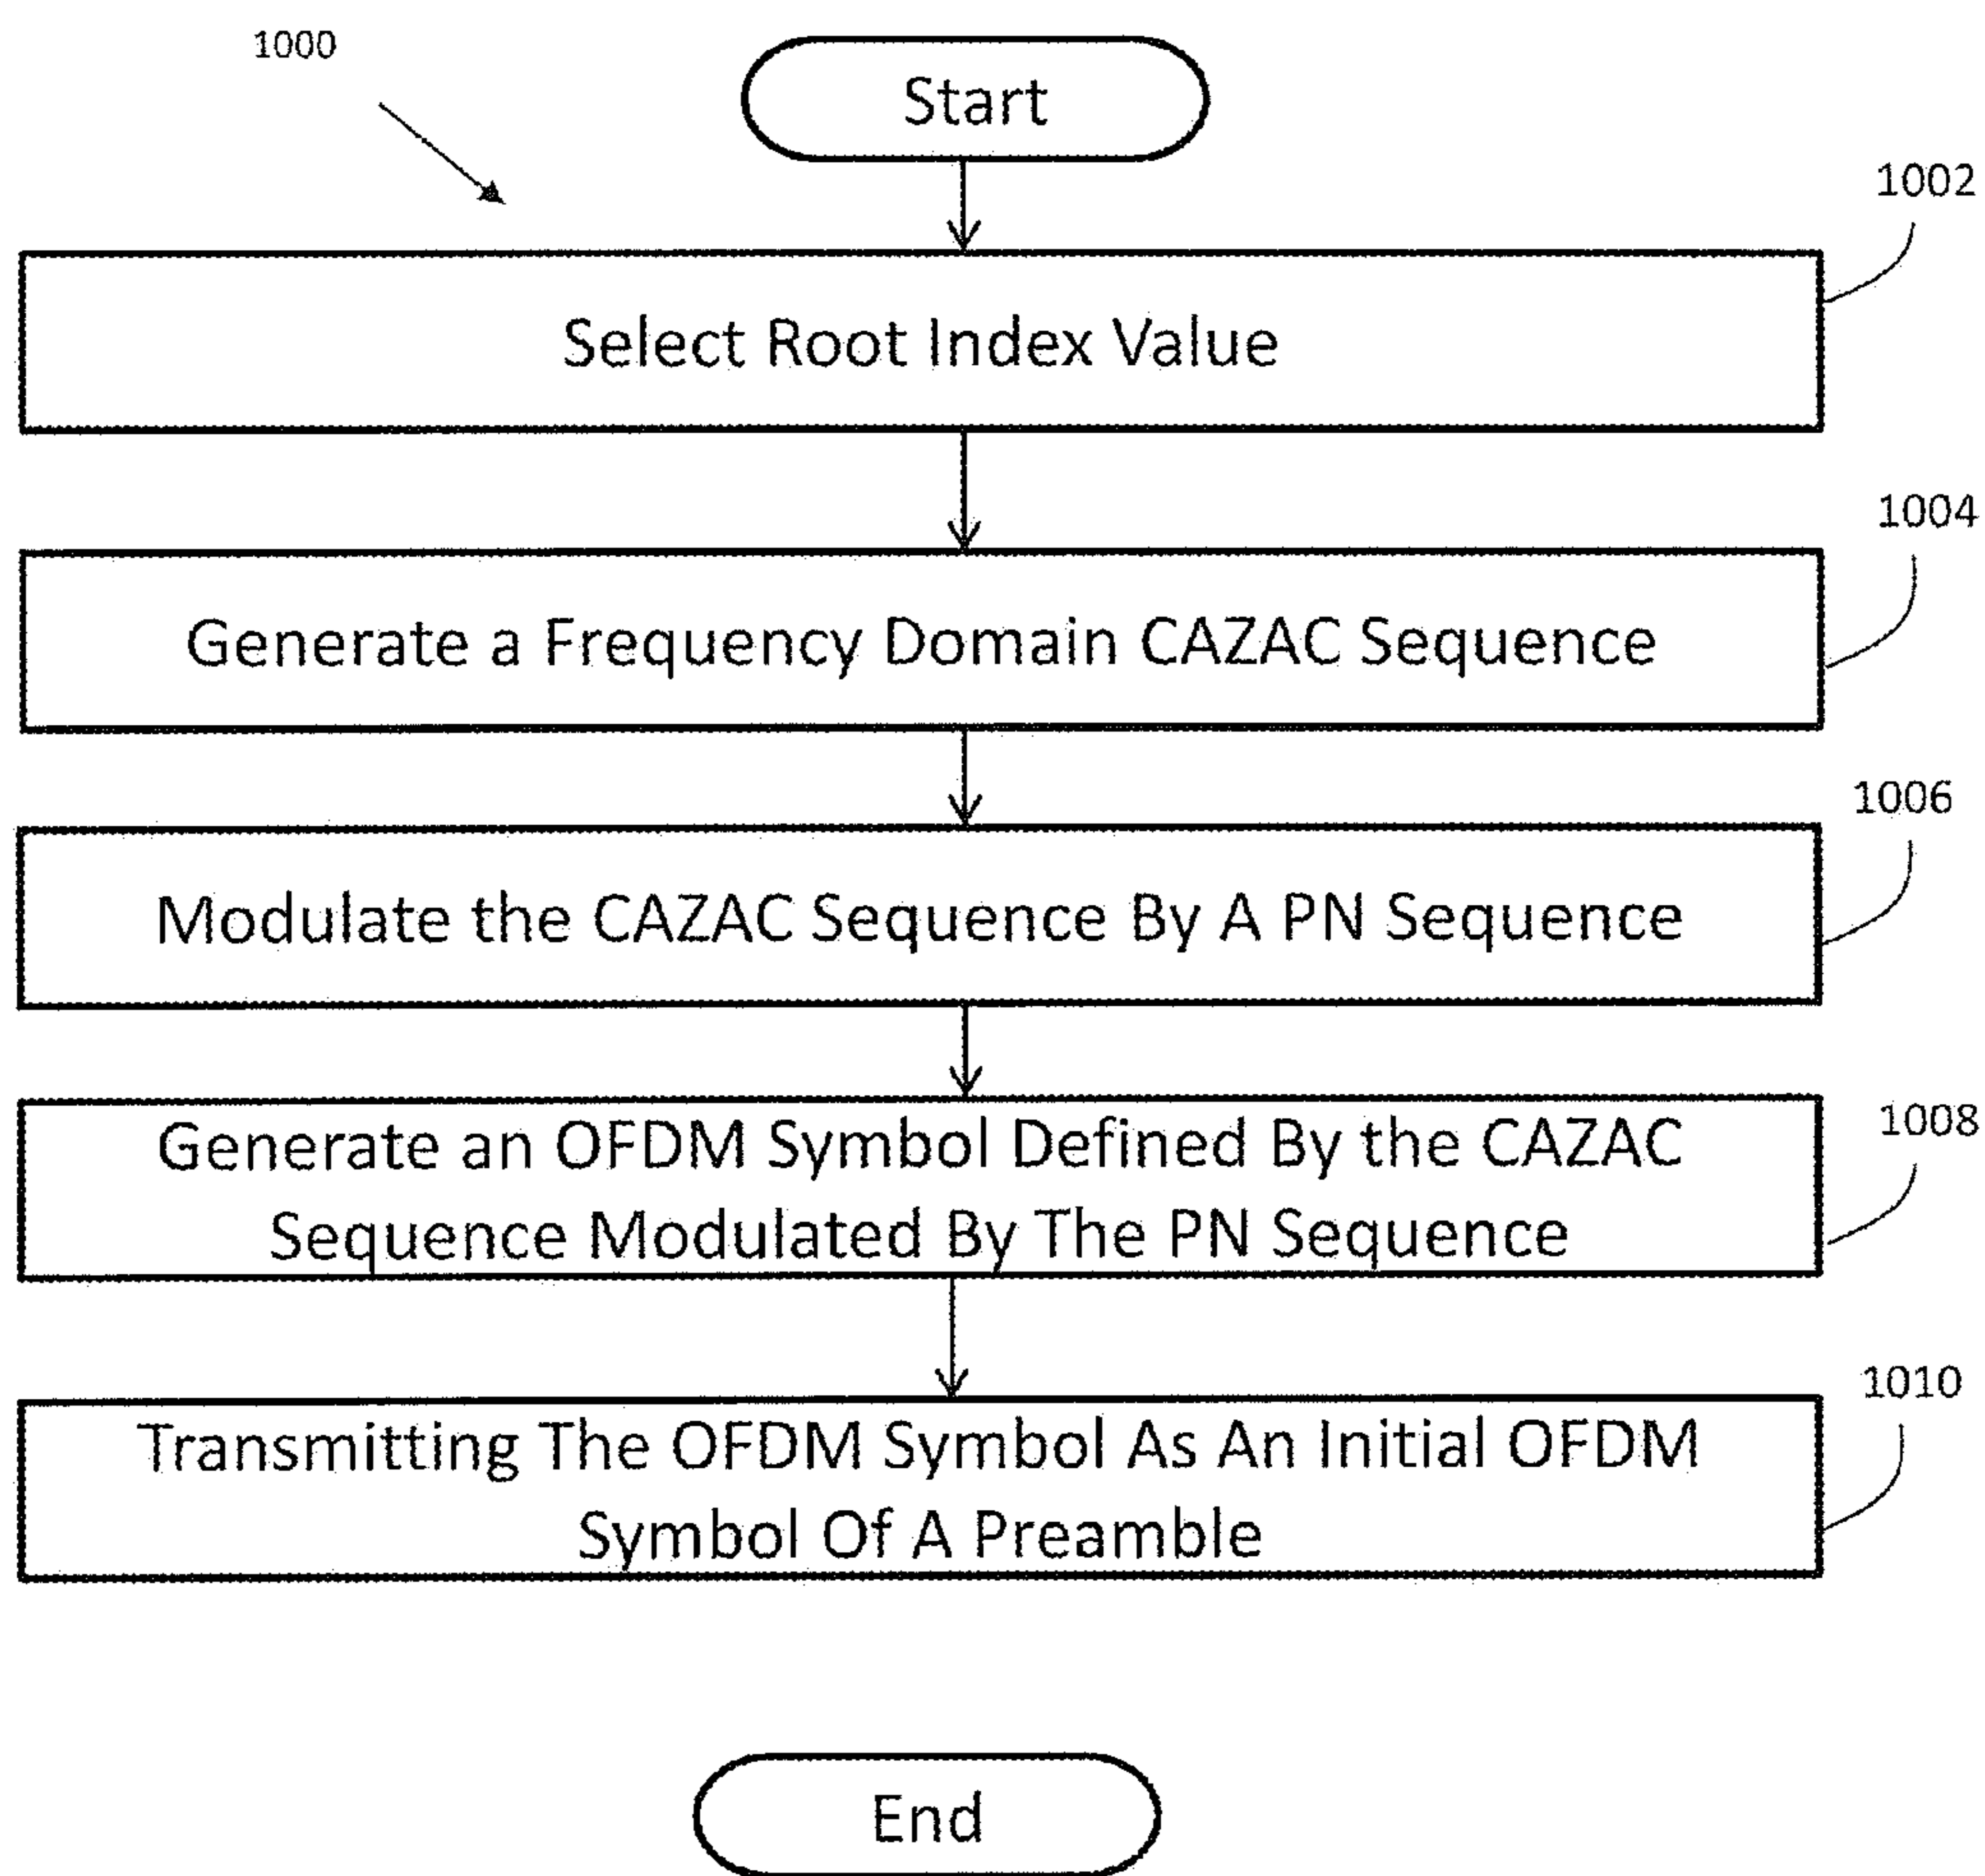 1000
Start
1002
Select Root Index Value
1004
Generate a Frequency Domain CAZAC Sequence
1006
Modulate the CAZAC Sequence By A PN Sequence
1008
Generate an OFDM Symbol Defined By the CAZAC
Sequence Modulated By The PN Sequence
1010
Transmitting The OFDM Symbol As An Initial OFDM
Symbol Of A Preamble
End